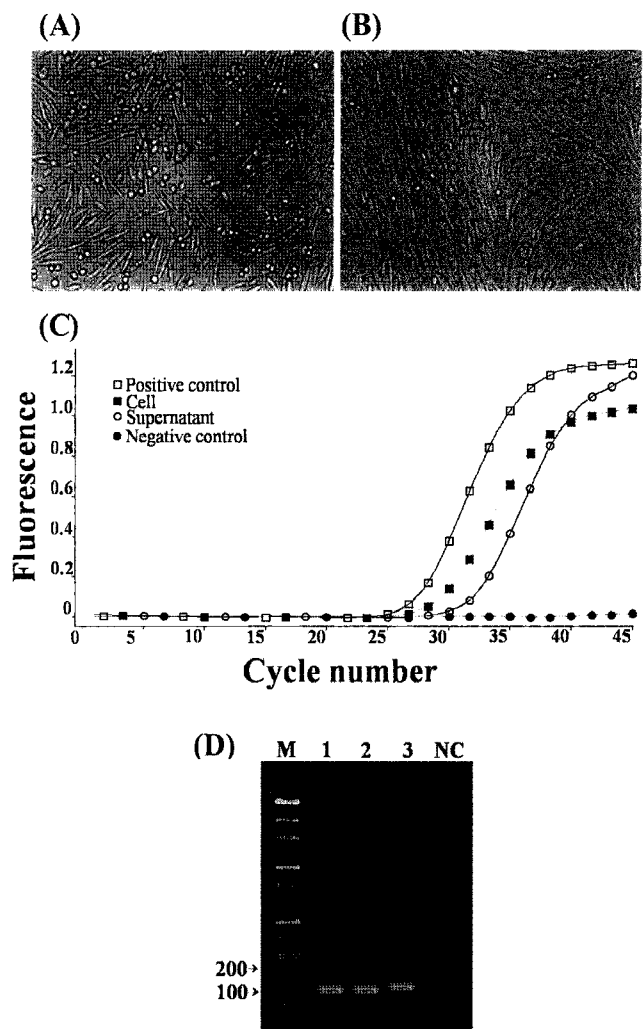 (A) (B)
(C)
1.2
1.0
0.8
0.6
0.4
0.2
0
Fluorescence
□ Positive control
■ Cell
○ Supernatant
● Negative control
0 5 10 15 20 25 30 35 40 45
Cycle number
(D) M 1 2 3 NC
200
100